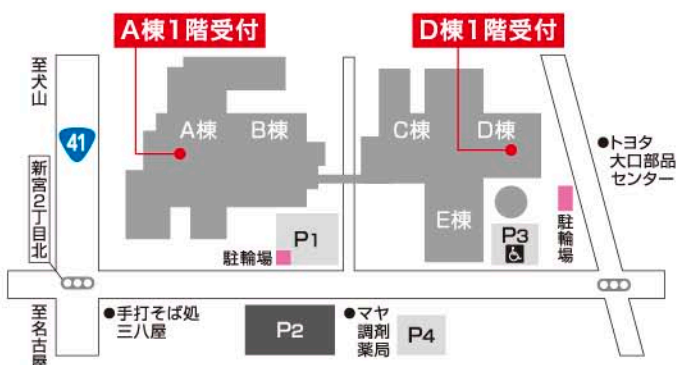 A棟1階受付
D棟1階受付
至犬山
41
新宮2丁目北
至名古屋
A棟
B棟
C棟
D棟
E棟
●トヨタ
大口部品
センター
P1
駐輪場
P3
駐輪場
●手打そば処
三八屋
P2
●マヤ
調剤
薬局
P4